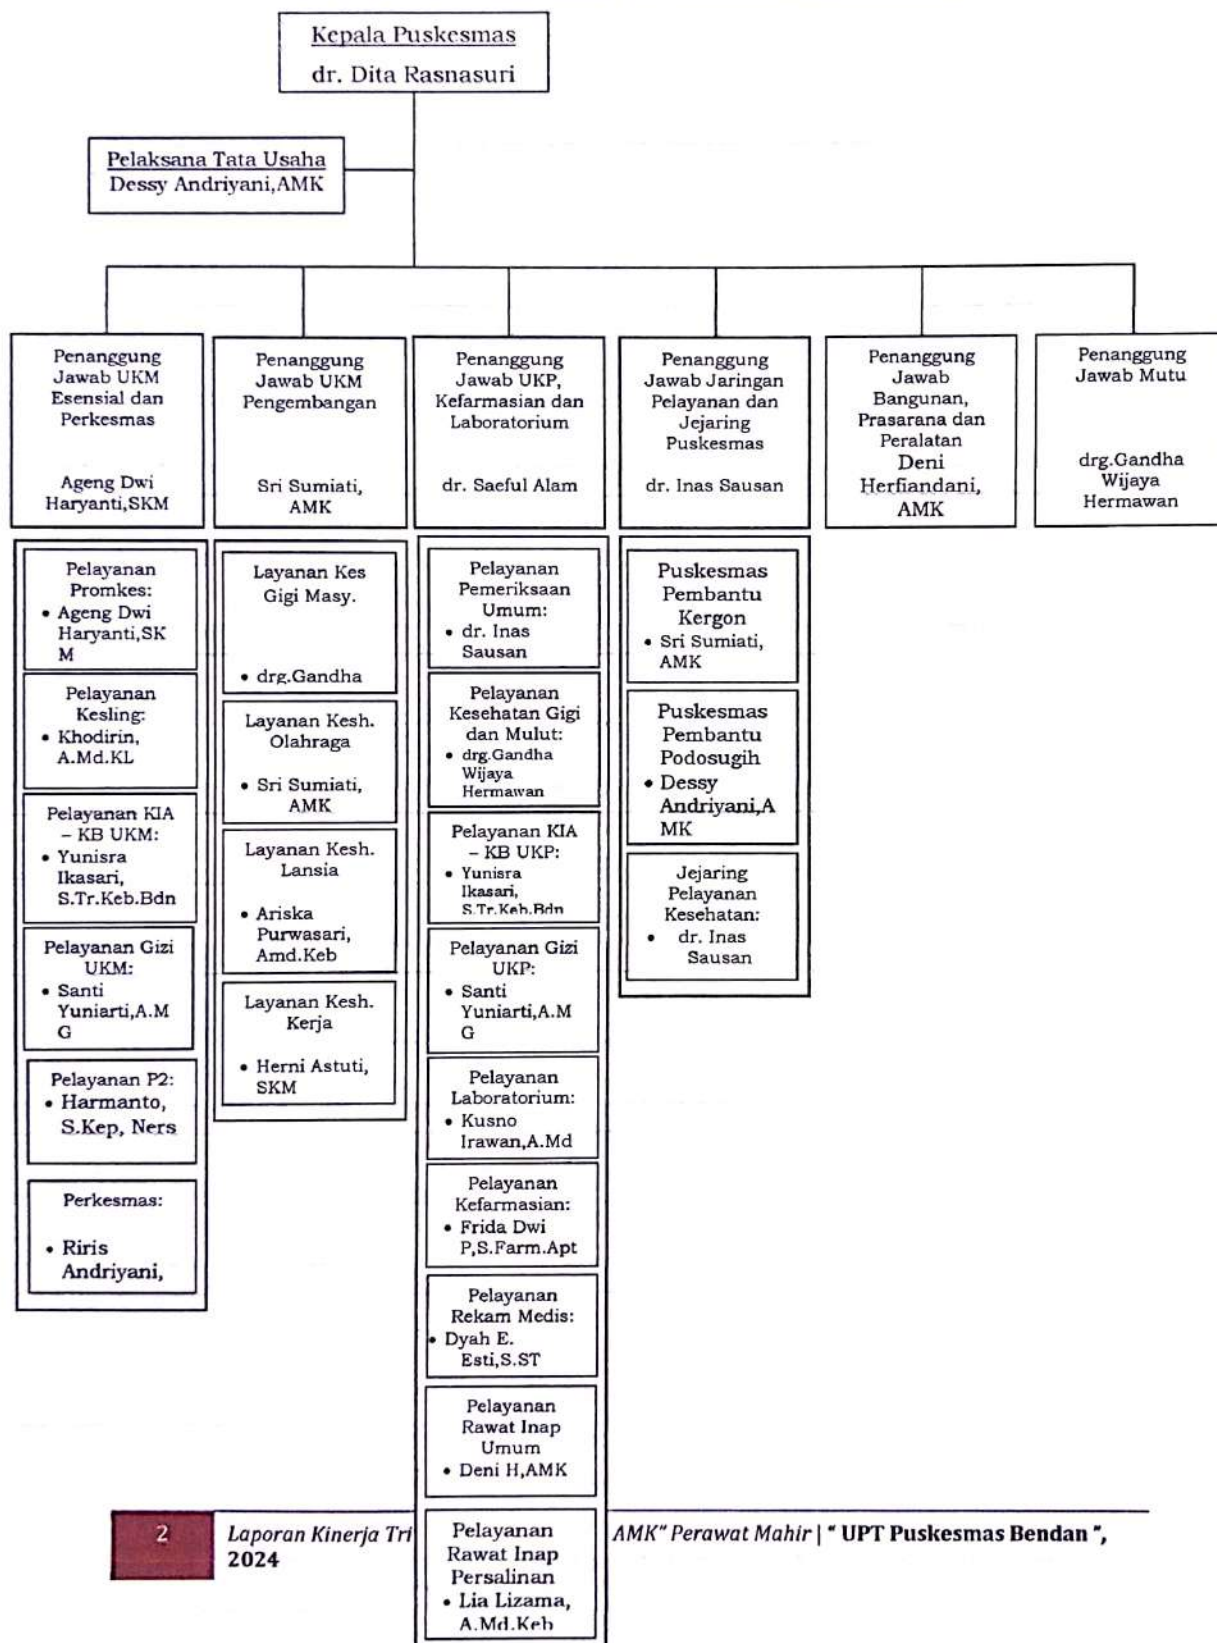 Kepala Puskesmas
dr. Dita Rasnasuri
Pelaksana Tata Usaha
Dessy Andriyani,AMK
Penanggung
Jawab UKM
Esensial dan
Perkesmas
Ageng Dwi
Haryanti,SKM
Penanggung
Jawab UKM
Pengembangan
Sri Sumiati,
AMK
Penanggung
Jawab UKP,
Kefarmasian dan
Laboratorium
dr. Saeful Alam
Penanggung
Jawab Jaringan
Pelayanan dan
Jejaring
Puskesmas
dr. Inas Sausan
Penanggung
Jawab
Bangunan,
Prasarana dan
Peralatan
Deni
Herfiandani,
AMK
Penanggung
Jawab Mutu
drg.Gandha
Wijaya
Hermawan
Pelayanan
Promkes:
• Ageng Dwi
Haryanti,SK
M
Pelayanan
Kesling:
• Khodirin,
A.Md.KL
Pelayanan KIA
– KB UKM:
• Yunisra
Ikasari,
S.Tr.Keb.Bdn
Pelayanan Gizi
UKM:
• Santi
Yuniarti,A.M
G
Pelayanan P2:
• Harmanto,
S.Kep, Ners
Perkesmas:
• Riris
Andriyani,
Layanan Kes
Gigi Masy.
• drg.Gandha
Layanan Kesh.
Olahraga
• Sri Sumiati,
AMK
Layanan Kesh.
Lansia
• Ariska
Purwasari,
Amd.Keb
Layanan Kesh.
Kerja
• Herni Astuti,
SKM
Pelayanan
Pemeriksaan
Umum:
• dr. Inas
Sausan
Pelayanan
Kesehatan Gigi
dan Mulut:
• drg.Gandha
Wijaya
Hermawan
Pelayanan KIA
– KB UKP:
• Yunisra
Ikasari,
S.Tr.Keb.Bdn
Pelayanan Gizi
UKP:
• Santi
Yuniarti,A.M
G
Pelayanan
Laboratorium:
• Kusno
Irawan,A.Md
Pelayanan
Kefarmasian:
• Frida Dwi
P,S.Farm.Apt
Pelayanan
Rekam Medis:
• Dyah E.
Esti,S.ST
Pelayanan
Rawat Inap
Umum
• Deni H,AMK
Pelayanan
Rawat Inap
Persalinan
• Lia Lizama,
A.Md.Keb
Puskesmas
Pembantu
Kergon
• Sri Sumiati,
AMK
Puskesmas
Pembantu
Podosugih
• Dessy
Andriyani,A
MK
Jejaring
Pelayanan
Kesehatan:
• dr. Inas
Sausan
2 Laporan Kinerja Tri AMK" Perawat Mahir | " UPT Puskesmas Bendan ",
2024